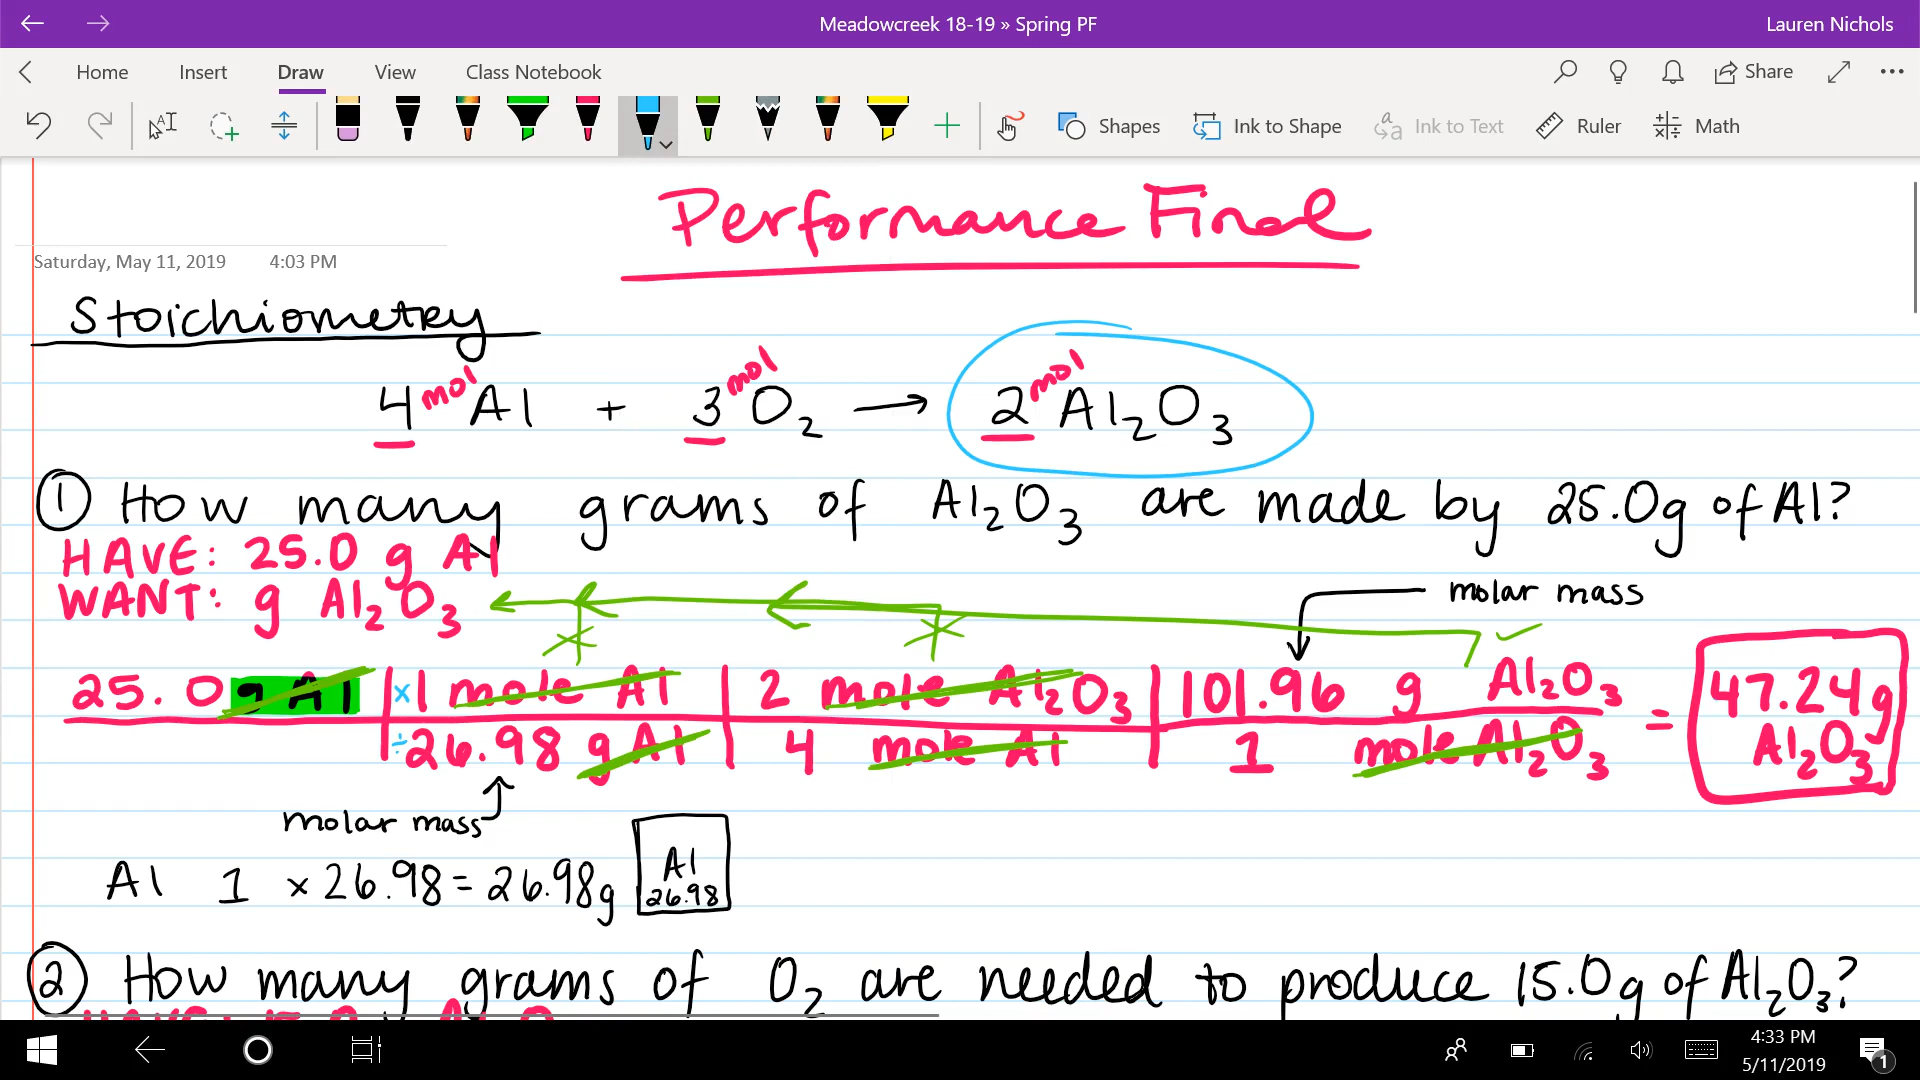 Meadowcreek 18-19 » Spring PF
Lauren Nichols
Home Insert Draw View Class Notebook Share
Shapes Ink to Shape Ink to Text Ruler Math
Performance Final
Saturday, May 11, 2019 4:03 PM
Stoichiometry
4 mol Al + 3 mol O₂ → 2 mol Al₂O₃
① How many grams of Al₂O₃ are made by 25.0g of Al?
HAVE: 25.0 g Al
WANT: g Al₂O₃
molar mass
25.0 g Al | × 1 mole Al | 2 mole Al₂O₃ | 101.96 g Al₂O₃ = 47.24g
÷ 26.98 g Al | 4 mole Al | 1 mole Al₂O₃ Al₂O₃
molar mass
Al 1 × 26.98 = 26.98g
Al
26.98
② How many grams of O₂ are needed to produce 15.0g of Al₂O₃?
4:33 PM
5/11/2019
1